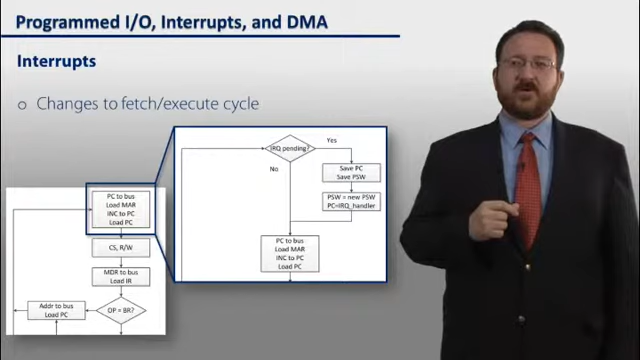 Programmed I/O, Interrupts, and DMA
Interrupts
o Changes to fetch/execute cycle
IRQ pending?
Yes
No
Save PC
Save PSW
PSW = new PSW
PC=IRQ_handler
PC to bus
Load MAR
INC to PC
Load PC
PC to bus
Load MAR
INC to PC
Load PC
CS, R/W
MDR to bus
Load IR
Addr to bus
Load PC
OP = BR?